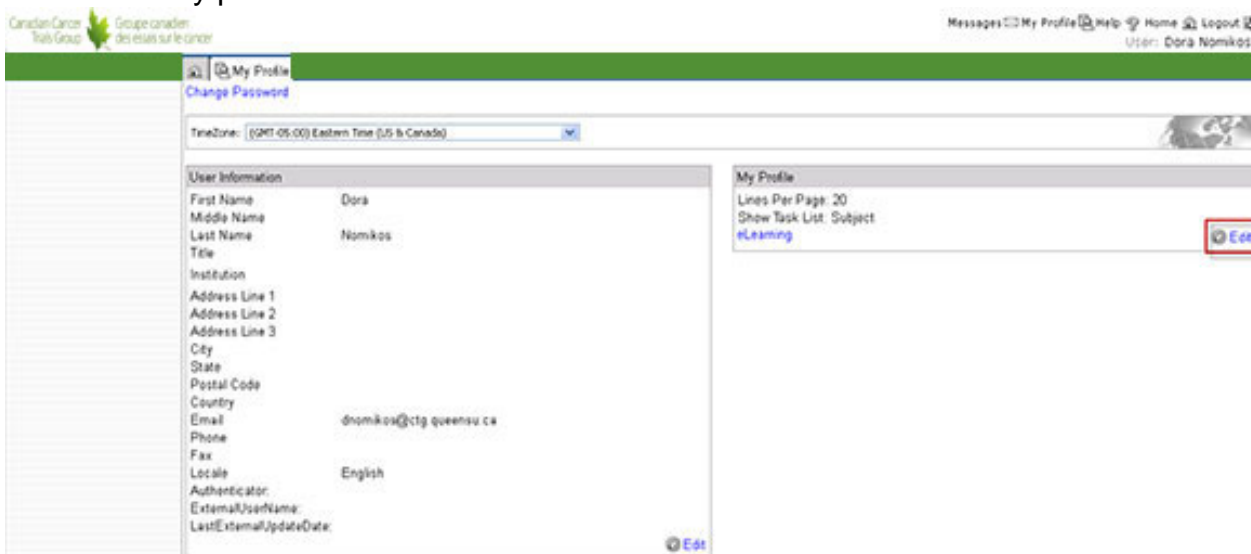 Canadian Cancer Trials Group
Groupe canadien des essais sur le cancer
Messages My Profile Help Home Logout
User: Dora Nomikos
My Profile
Change Password
TimeZone: (GMT-05:00) Eastern Time (US & Canada)
User Information
First Name Dora
Middle Name
Last Name Nomikos
Title
Institution
Address Line 1
Address Line 2
Address Line 3
City
State
Postal Code
Country
Email dnomikos@ctg.queensu.ca
Phone
Fax
Locale English
Authenticator:
ExternalUserName:
LastExternalUpdateDate:
Edit
My Profile
Lines Per Page: 20
Show Task List: Subject
eLearning
Edit